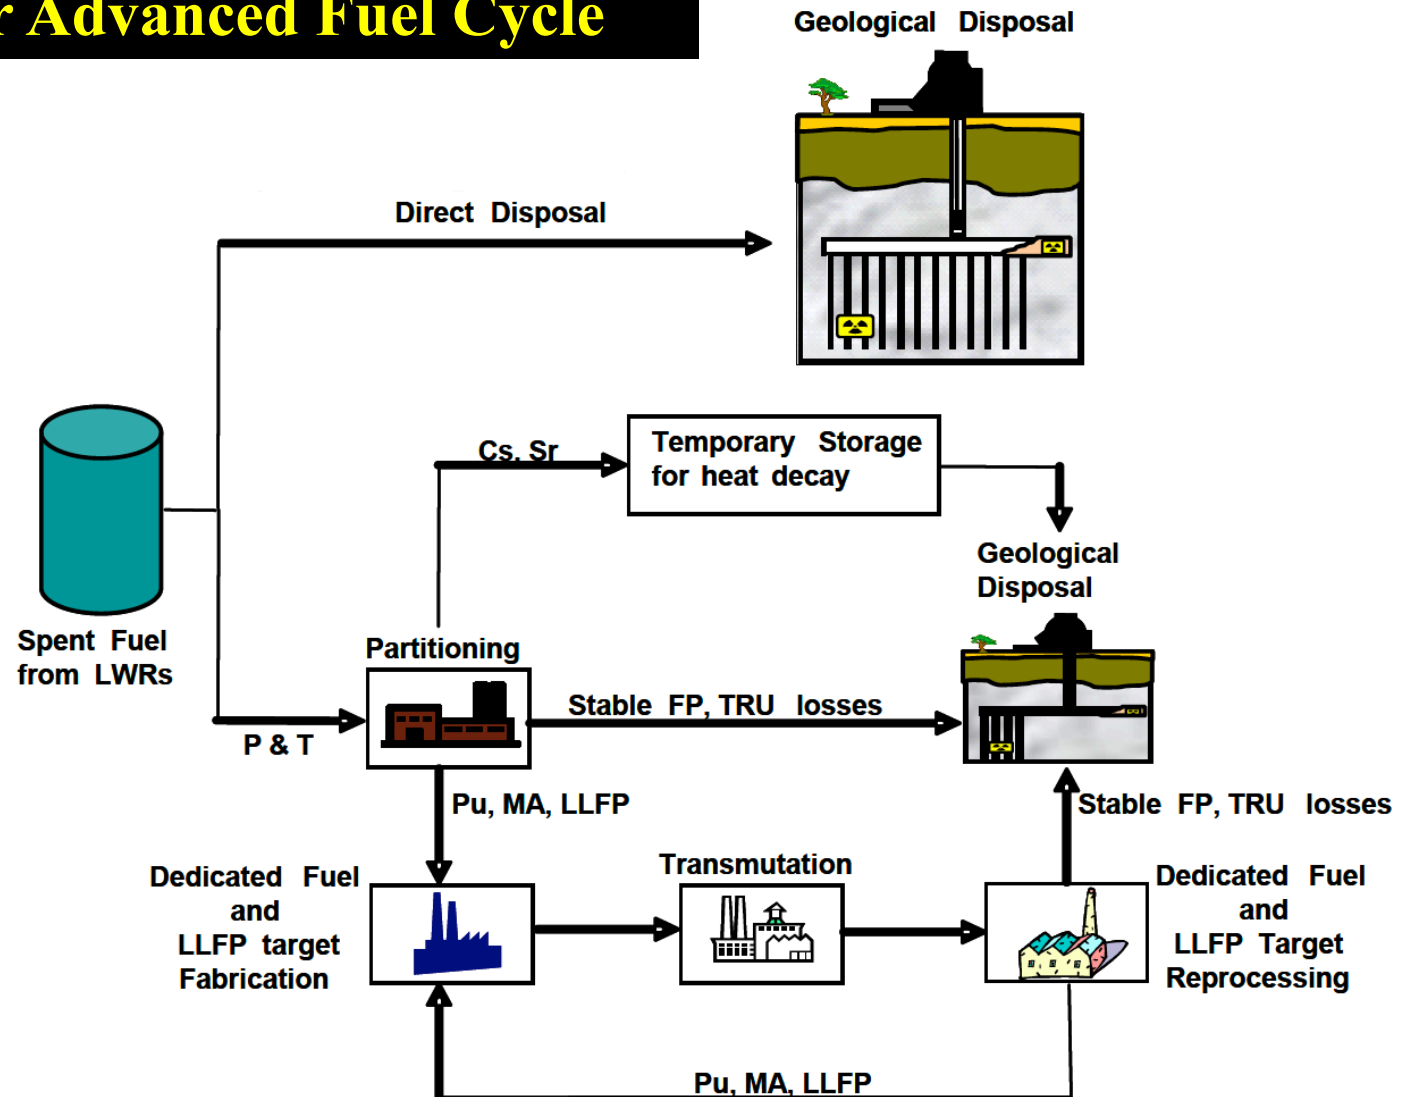 r Advanced Fuel Cycle
Geological Disposal
Direct Disposal
Cs, Sr
Temporary Storage
for heat decay
Geological
Disposal
Spent Fuel
from LWRs
Partitioning
Stable FP, TRU losses
P & T
Pu, MA, LLFP
Stable FP, TRU losses
Dedicated Fuel
and
LLFP target
Fabrication
Transmutation
Dedicated Fuel
and
LLFP Target
Reprocessing
Pu, MA, LLFP